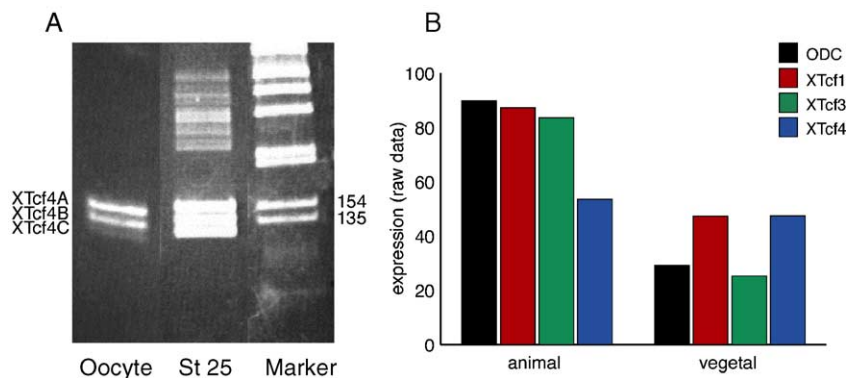 A
XTcf4A
XTcf4B
XTcf4C
154
135
Oocyte St 25 Marker
B
ODC
XTcf1
XTcf3
XTcf4
expression (raw data)
100
80
60
40
20
0
animal vegetal